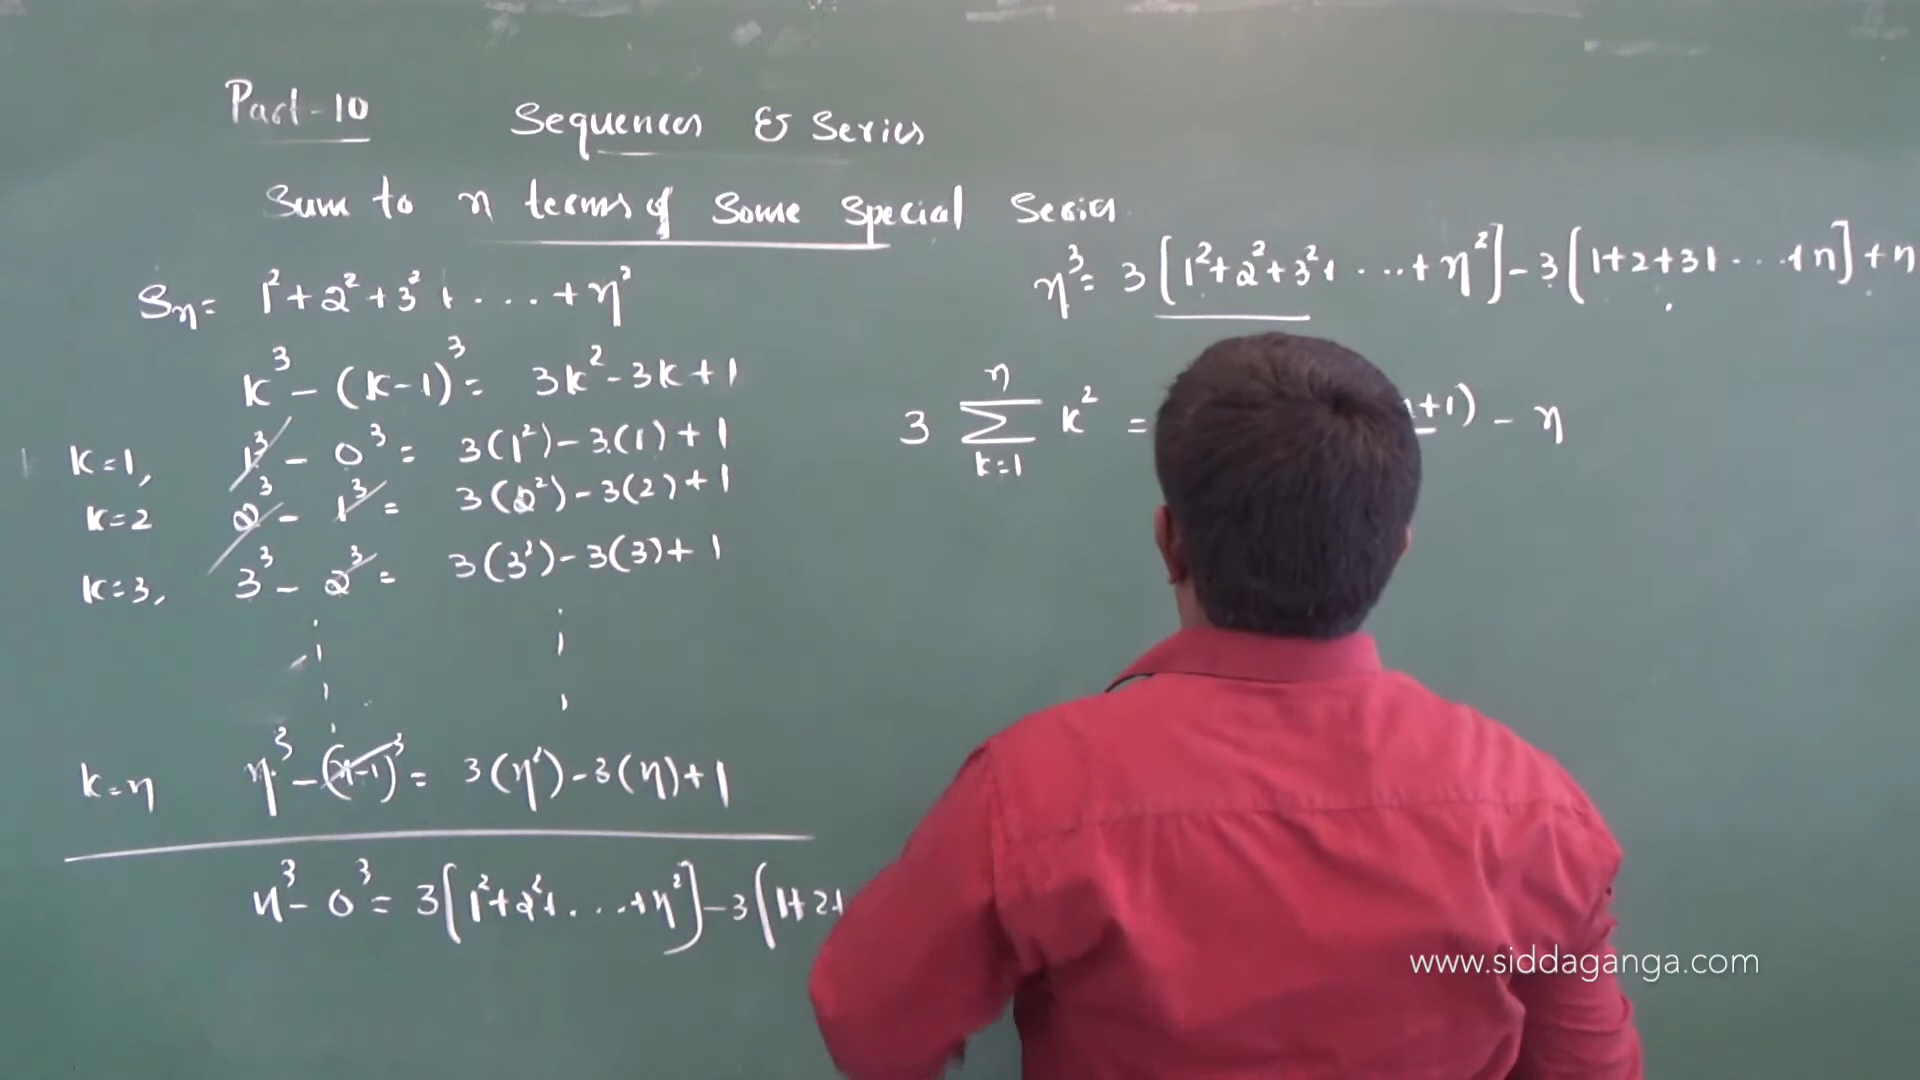 Part-10 Sequences & Series
Sum to n terms of Some Special Series
Sn = 1² + 2² + 3² + .... + n²
k³ - (k-1)³ = 3k² - 3k + 1
k=1, 1³ - 0³ = 3(1²) - 3(1) + 1
k=2 2³ - 1³ = 3(2²) - 3(2) + 1
k=3, 3³ - 2³ = 3(3²) - 3(3) + 1
k=n n³ - (n-1)³ = 3(n²) - 3(n) + 1
n³ - 0³ = 3[1² + 2² + .... + n²] - 3[1+2+
n³ = 3[1² + 2² + 3² + .... + n²] - 3[1+2+3+....+n] + n
3 n Σ k=1 k² = +1) - n
www.siddaganga.com